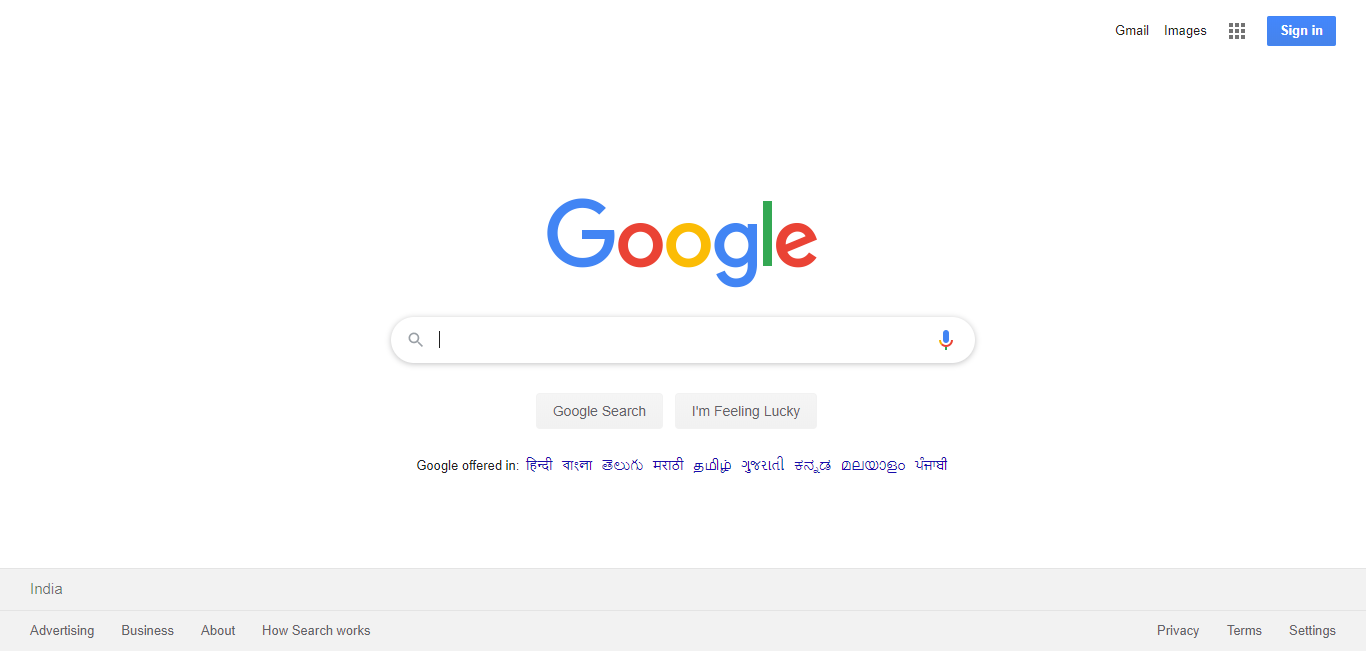 Gmail Images Sign in
Google
Google Search I'm Feeling Lucky
Google offered in: हिन्दी বাংলা తెలుగు मराठी தமிழ் ગુજરાતી ಕನ್ನಡ മലയാളം ਪੰਜਾਬੀ
India
Advertising Business About How Search works Privacy Terms Settings